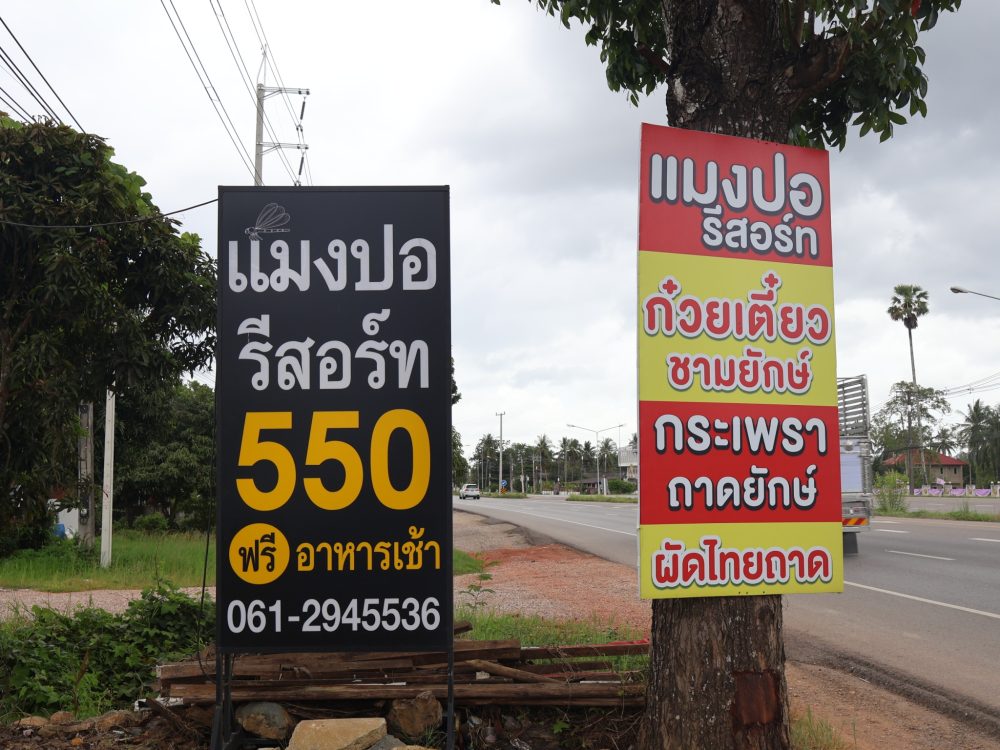 แมงปอ
รีสอร์ท
550
ฟรี อาหารเช้า
061-2945536
แมงปอ
รีสอร์ท
ก๋วยเตี๋ยว
ชามยักษ์
กระเพรา
ถาดยักษ์
ผัดไทยถาด